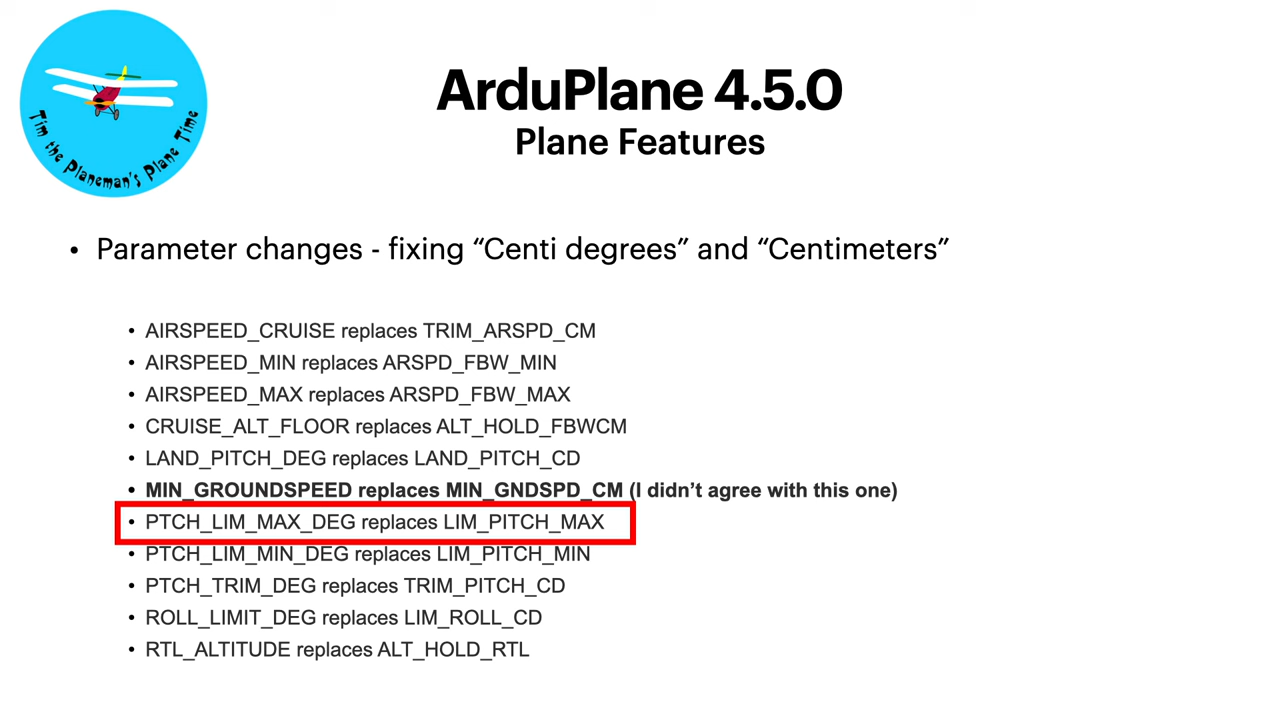 Tim the Planeman's Plane Time
ArduPlane 4.5.0
Plane Features
• Parameter changes - fixing “Centi degrees” and “Centimeters”
• AIRSPEED_CRUISE replaces TRIM_ARSPD_CM
• AIRSPEED_MIN replaces ARSPD_FBW_MIN
• AIRSPEED_MAX replaces ARSPD_FBW_MAX
• CRUISE_ALT_FLOOR replaces ALT_HOLD_FBWCM
• LAND_PITCH_DEG replaces LAND_PITCH_CD
• MIN_GROUNDSPEED replaces MIN_GNDSPD_CM (I didn’t agree with this one)
• PTCH_LIM_MAX_DEG replaces LIM_PITCH_MAX
• PTCH_LIM_MIN_DEG replaces LIM_PITCH_MIN
• PTCH_TRIM_DEG replaces TRIM_PITCH_CD
• ROLL_LIMIT_DEG replaces LIM_ROLL_CD
• RTL_ALTITUDE replaces ALT_HOLD_RTL